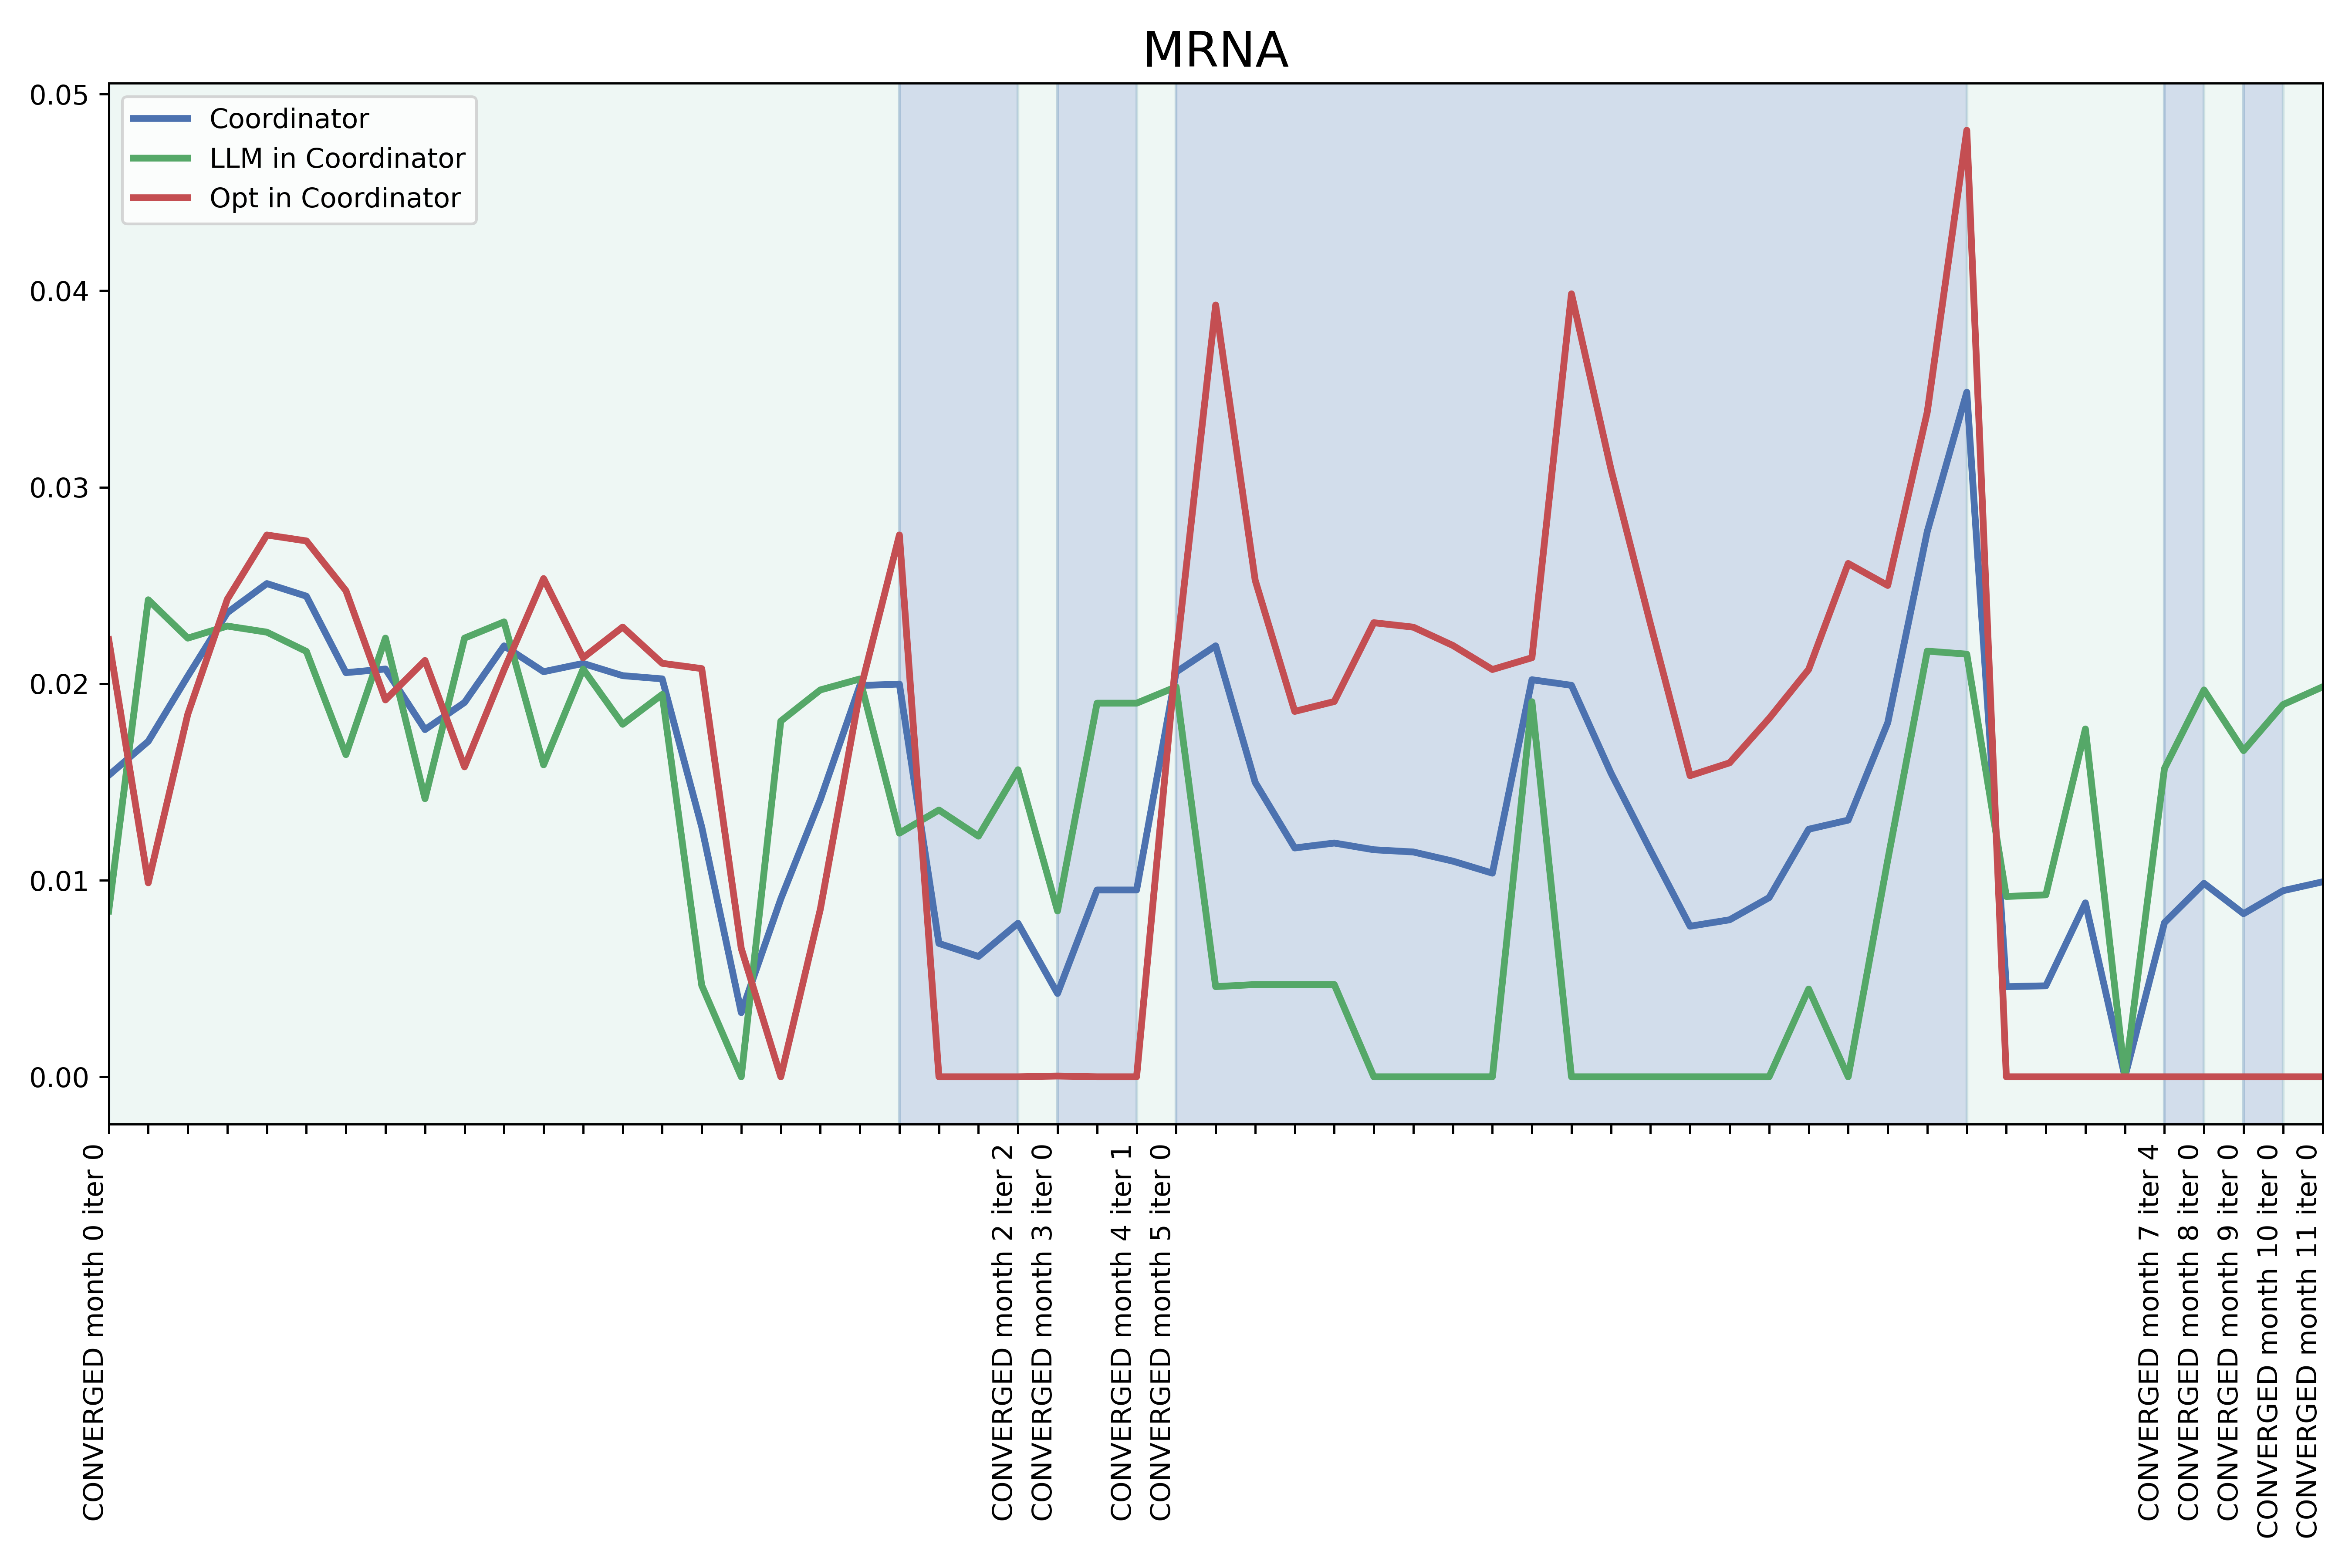 MRNA
0.05
0.04
0.03
0.02
0.01
0.00
Coordinator
LLM in Coordinator
Opt in Coordinator
CONVERGED month 0 iter 0
CONVERGED month 2 iter 2
CONVERGED month 3 iter 0
CONVERGED month 4 iter 1
CONVERGED month 5 iter 0
CONVERGED month 7 iter 4
CONVERGED month 8 iter 0
CONVERGED month 9 iter 0
CONVERGED month 10 iter 0
CONVERGED month 11 iter 0